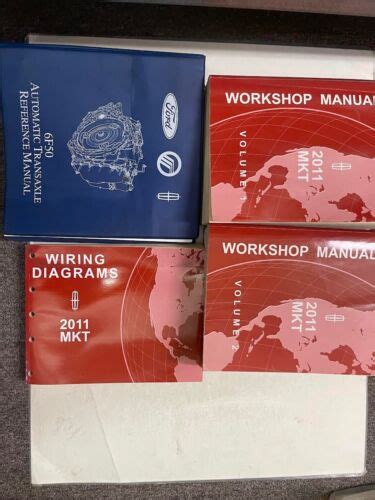 6F50
AUTOMATIC TRANSAXLE
REFERENCE MANUAL
Ford
WORKSHOP MANUAL
VOLUME 1
2011
MKT
WIRING
DIAGRAMS
2011
MKT
WORKSHOP MANUAL
VOLUME 2
2011
MKT